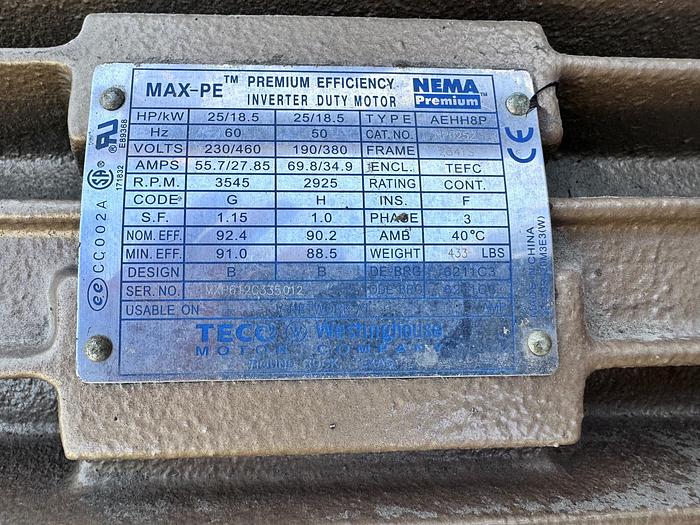 MAX-PE™ PREMIUM EFFICIENCY
INVERTER DUTY MOTOR
NEMA
Premium™
HP/kW 25/18.5 25/18.5 TYPE AEHH8P
Hz 60 50 CAT.NO.
VOLTS 230/460 190/380 FRAME
AMPS 55.7/27.85 69.8/34.9 ENCL. TEFC
R.P.M. 3545 2925 RATING CONT.
CODE G H INS. F
S.F. 1.15 1.0 PHASE 3
NOM.EFF. 92.4 90.2 AMB 40°C
MIN.EFF. 91.0 88.5 WEIGHT 433 LBS
DESIGN B B DE-BRG 6211C3
SER.NO.
USABLE ON
TECO Westinghouse
MOTOR COMPANY
E89368
171832
ee CC002A
CE
CHINA